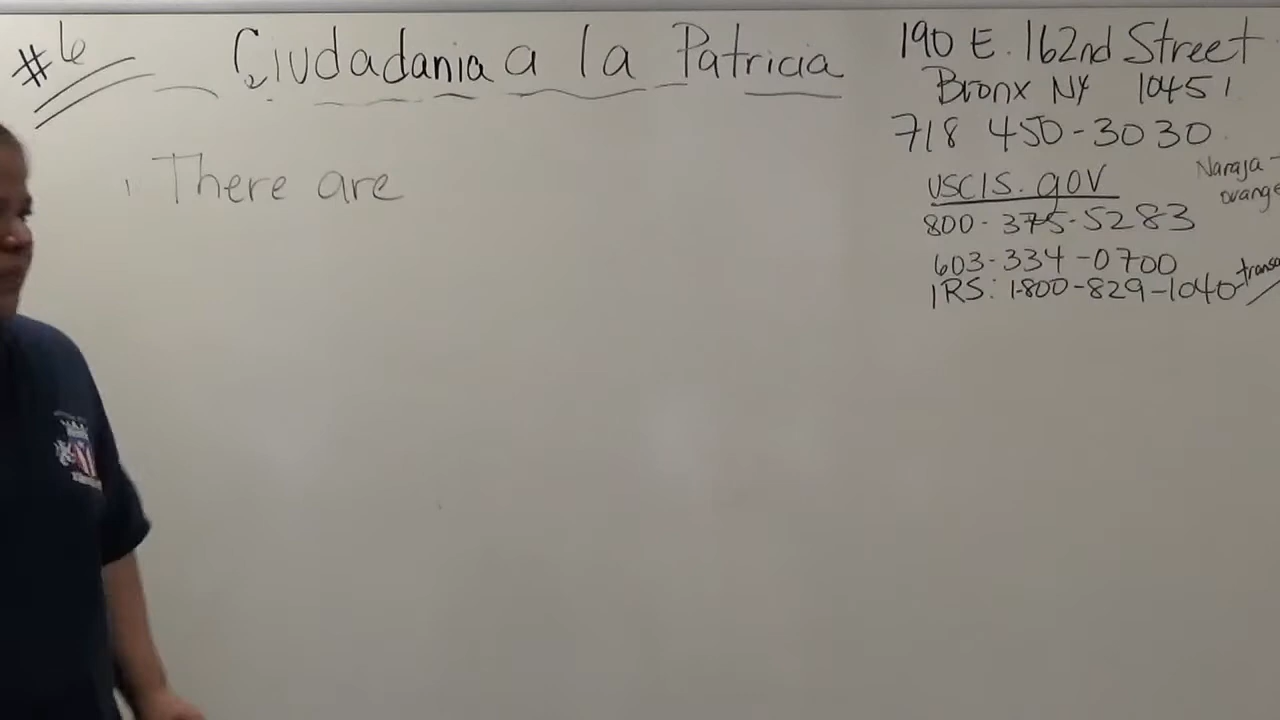 #6
Ciudadania a la Patricia
There are
190 E. 162nd Street
Bronx NY 10451
718 450-3030
USCIS.gov
800-375-5283
603-334-0700
IRS: 1-800-829-1040
Naraja -
orange